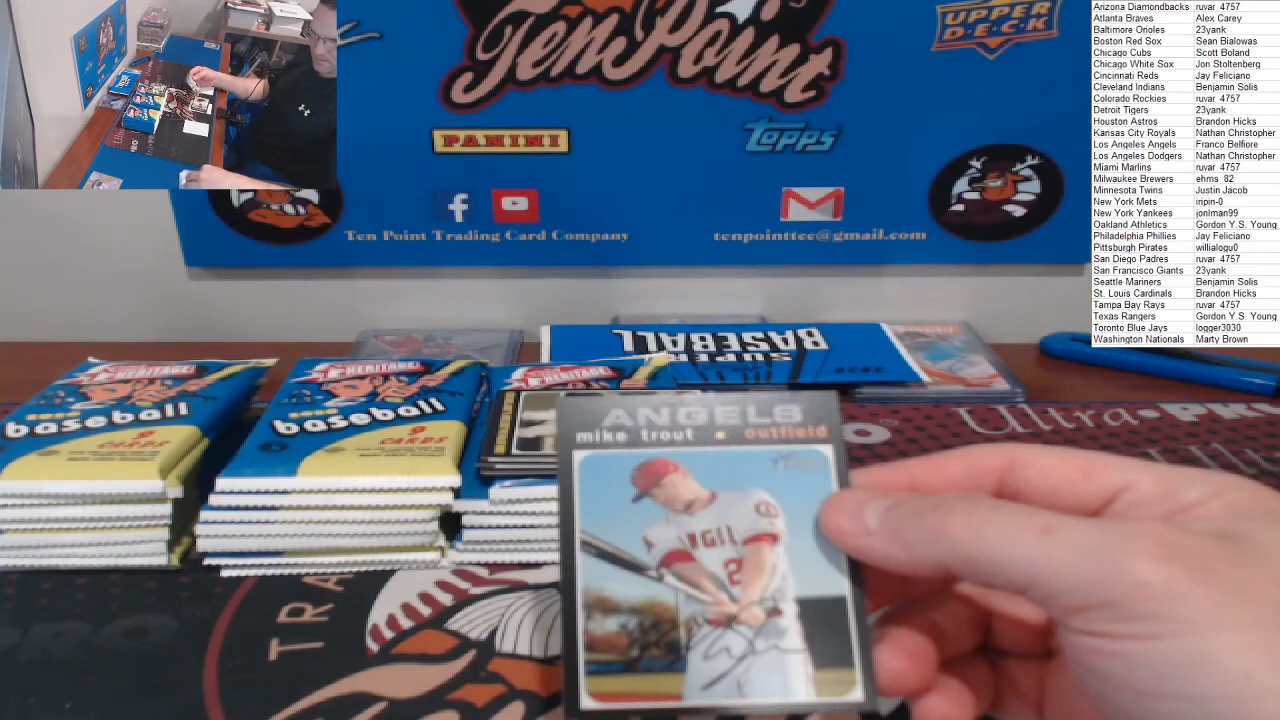 Ten Point
UPPER
D·E·C·K
PANINI
TOPPS
Ten Point Trading Card Company
tenpointtcc@gmail.com
Arizona Diamondbacks ruvar 4757
Atlanta Braves Alex Carey
Baltimore Orioles 23yank
Boston Red Sox Sean Bialowas
Chicago Cubs Scott Boland
Chicago White Sox Jon Stoltenberg
Cincinnati Reds Jay Feliciano
Cleveland Indians Benjamin Solis
Colorado Rockies ruvar 4757
Detroit Tigers 23yank
Houston Astros Brandon Hicks
Kansas City Royals Nathan Christopher
Los Angeles Angels Franco Belfiore
Los Angeles Dodgers Nathan Christopher
Miami Marlins ruvar 4757
Milwaukee Brewers ehms 82
Minnesota Twins Justin Jacob
New York Mets iripin-0
New York Yankees jonlman99
Oakland Athletics Gordon Y.S. Young
Philadelphia Phillies Jay Feliciano
Pittsburgh Pirates willialogu0
San Diego Padres ruvar 4757
San Francisco Giants 23yank
Seattle Mariners Benjamin Solis
St. Louis Cardinals Brandon Hicks
Tampa Bay Rays ruvar 4757
Texas Rangers Gordon Y.S. Young
Toronto Blue Jays logger3030
Washington Nationals Marty Brown
SUPER
BASEBALL
2020
HERITAGE
2020
baseball
9
CARDS
HERITAGE
2020
baseball
9
CARDS
HERITAGE
Ultra·PRO
ANGELS
mike trout • outfield
ANGEL
2
TRA